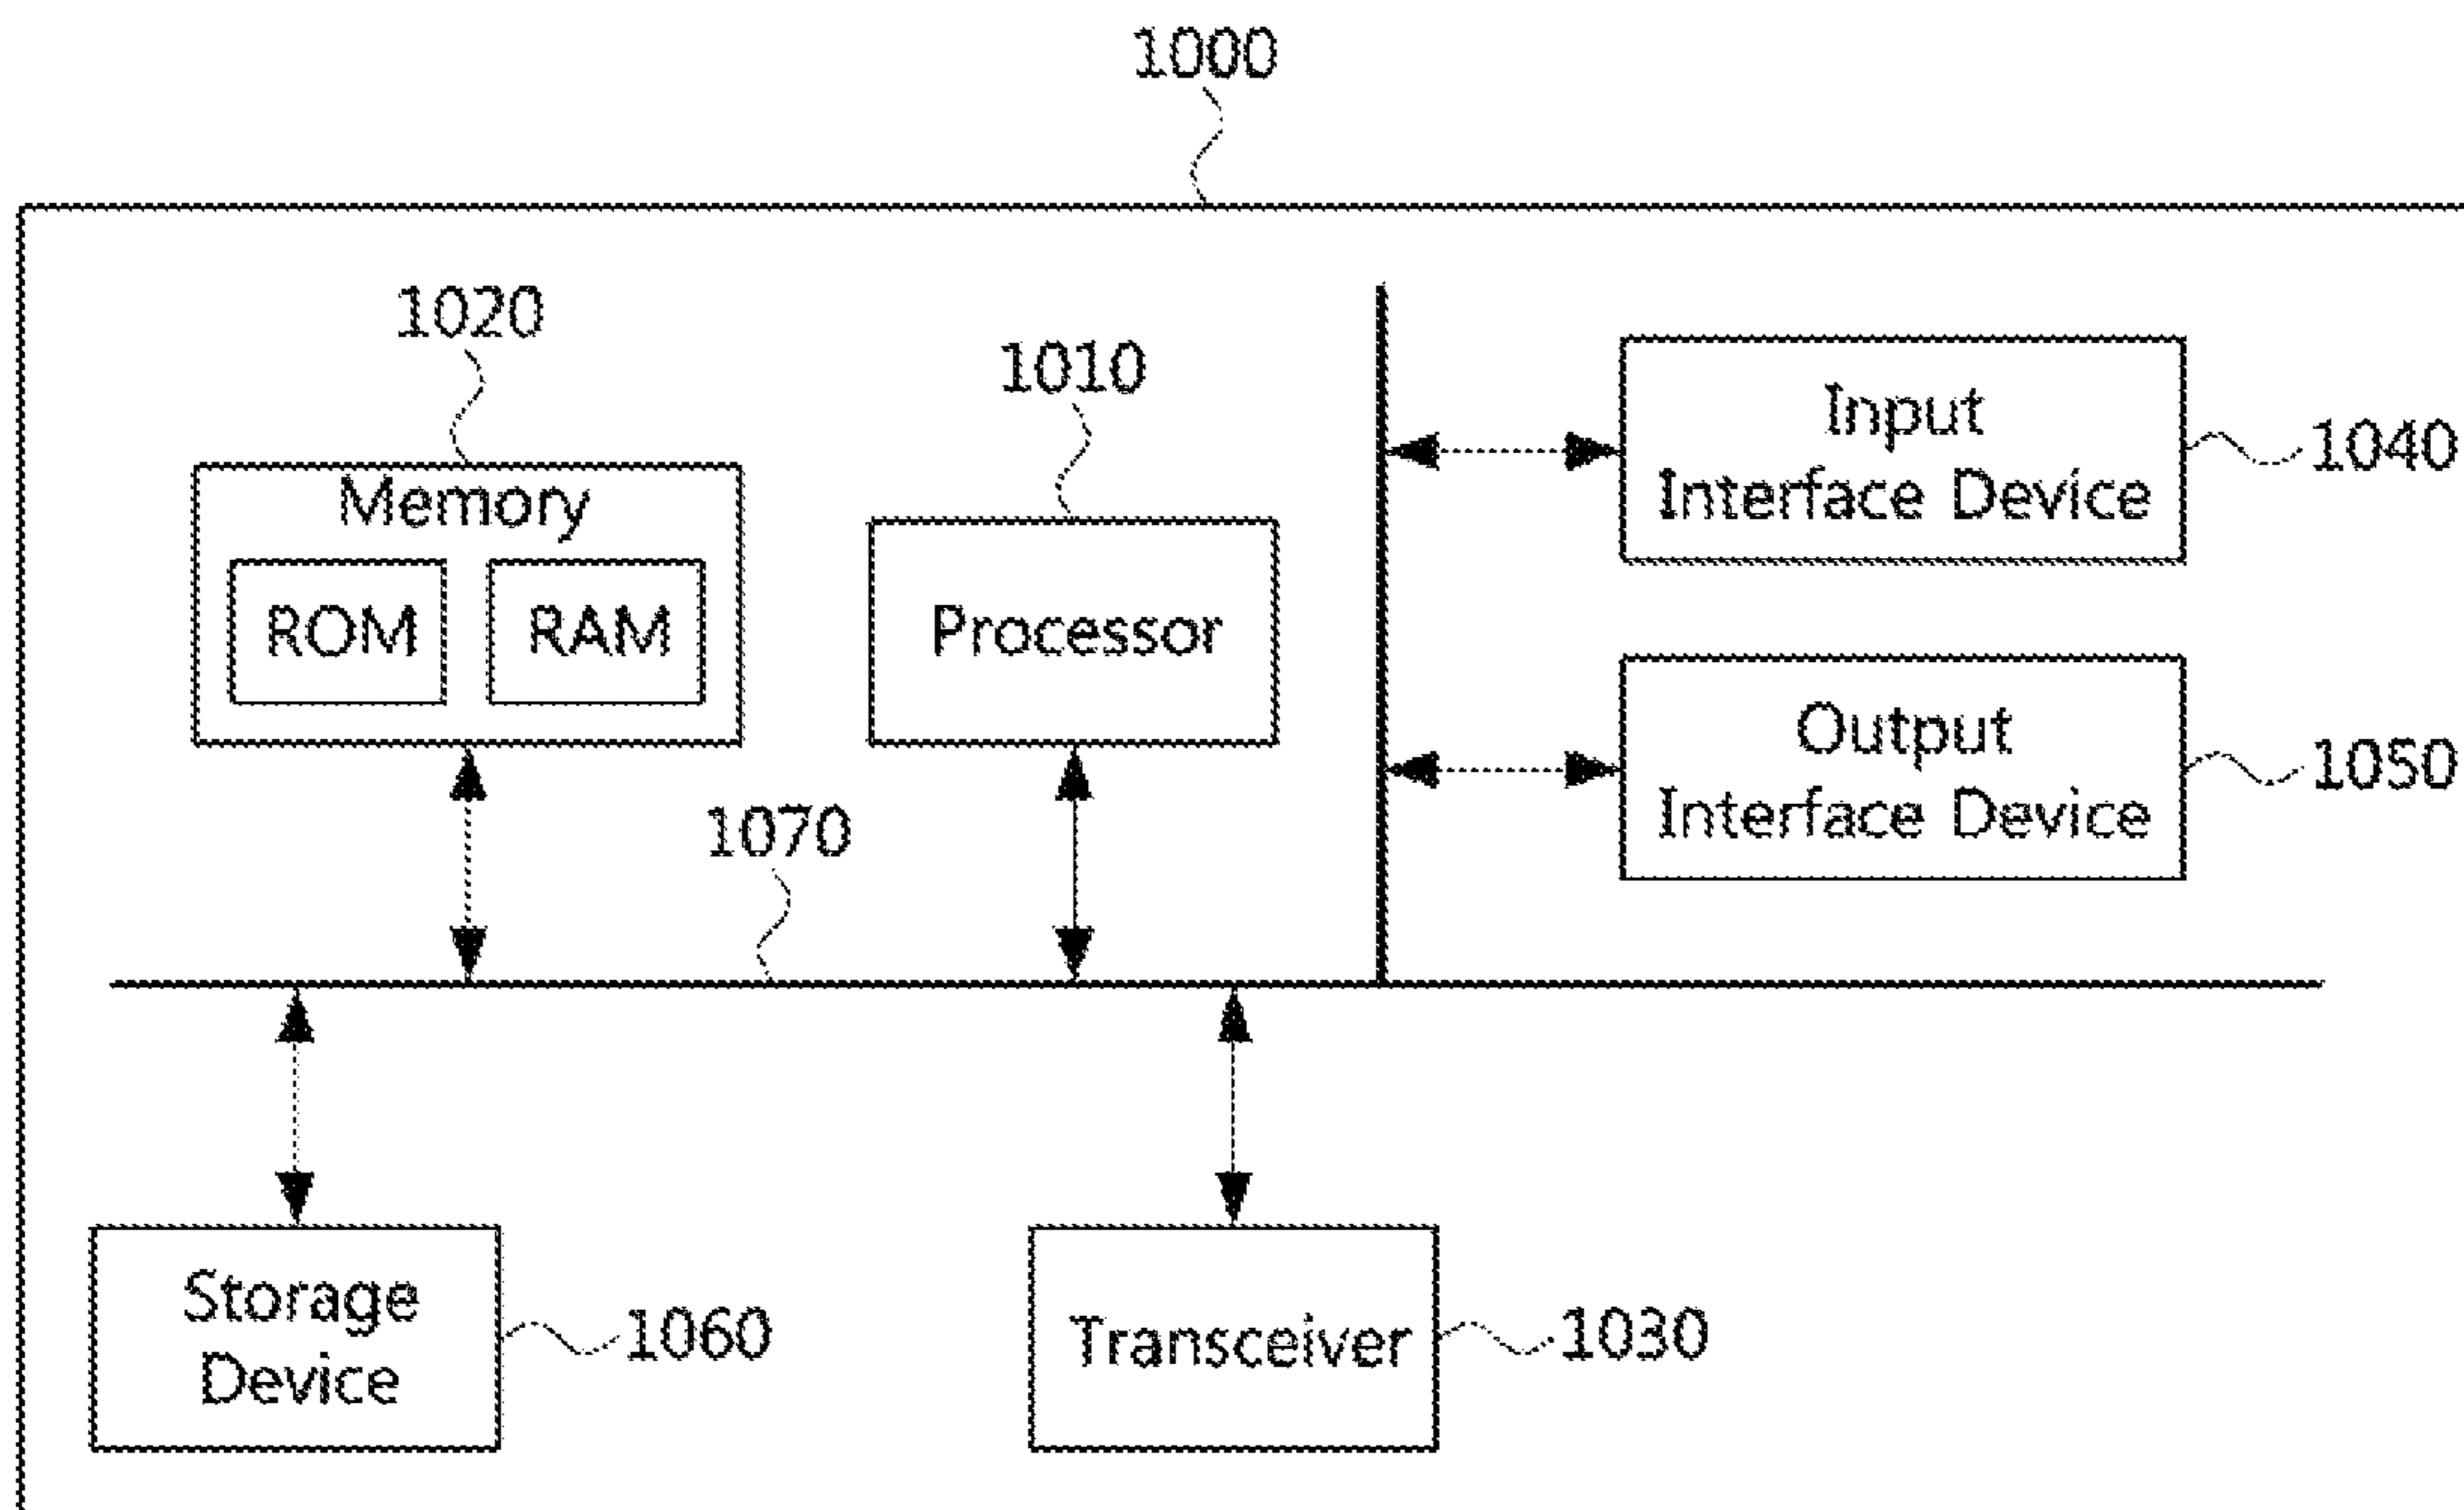 1000
1020
1010
Memory
ROM
RAM
Processor
Input
Interface Device
1040
Output
Interface Device
1050
1070
Storage
Device
1060
Transceiver
1030